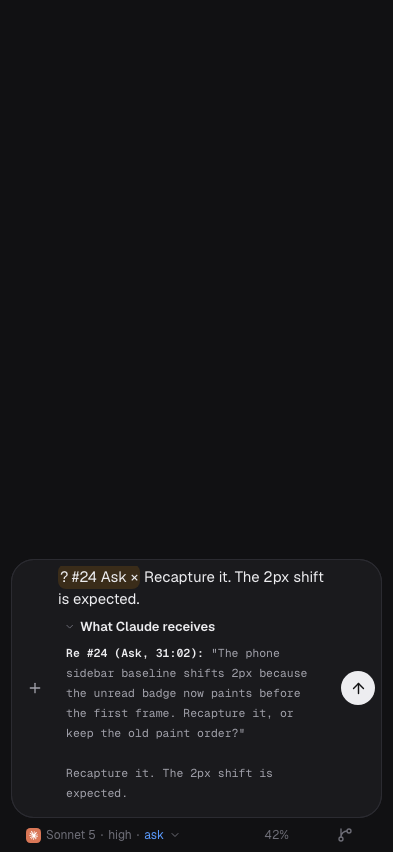 ? #24 Ask × Recapture it. The 2px shift
is expected.
What Claude receives
Re #24 (Ask, 31:02): "The phone
sidebar baseline shifts 2px because
the unread badge now paints before
the first frame. Recapture it, or
keep the old paint order?"
Recapture it. The 2px shift is
expected.
Sonnet 5 · high · ask 42%